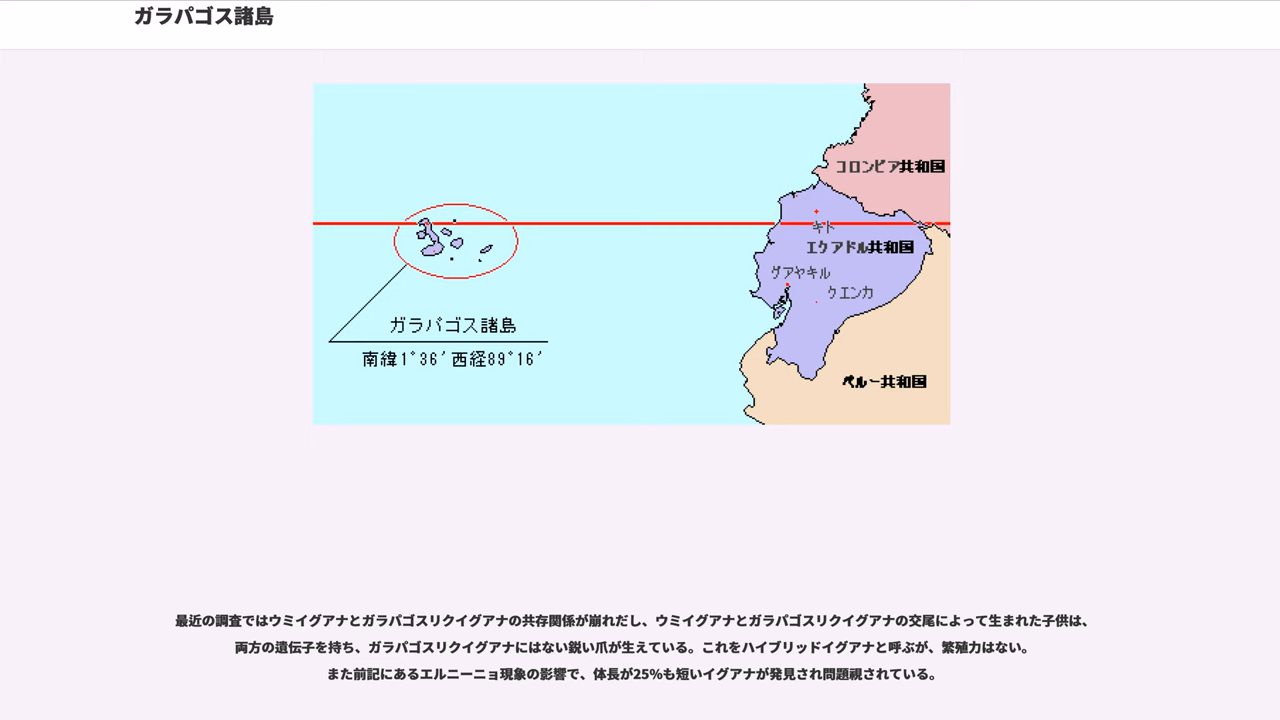 ガラパゴス諸島
コロンビア共和国
キト
エクアドル共和国
グアヤキル
クエンカ
ガラパゴス諸島
南緯1ﾟ36′西経89ﾟ16′
ペルー共和国
最近の調査ではウミイグアナとガラパゴスリクイグアナの共存関係が崩れだし、ウミイグアナとガラパゴスリクイグアナの交尾によって生まれた子供は、
両方の遺伝子を持ち、ガラパゴスリクイグアナにはない鋭い爪が生えている。これをハイブリッドイグアナと呼ぶが、繁殖力はない。
また前記にあるエルニーニョ現象の影響で、体長が25%も短いイグアナが発見され問題視されている。